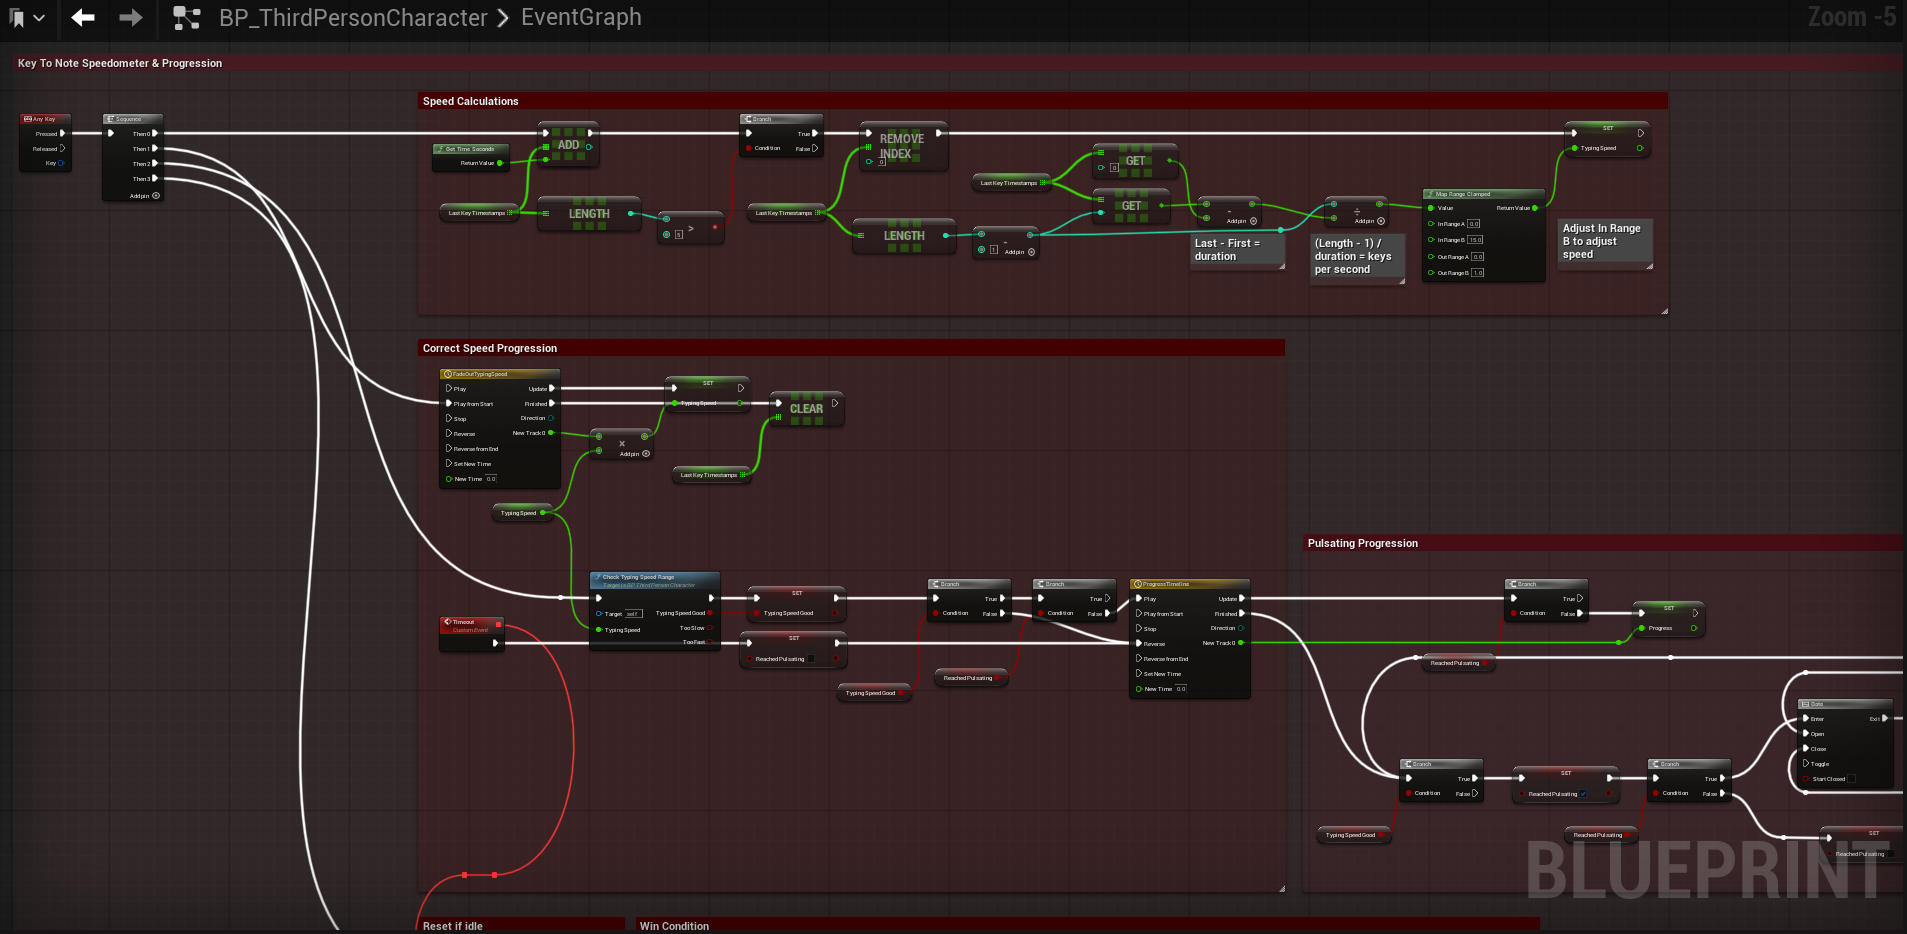 BP_ThirdPersonCharacter > EventGraph
Zoom -5
Key To Note Speedometer & Progression
Speed Calculations
Any Key
Pressed
Released
Key
Sequence
Then 0
Then 1
Then 2
Then 3
Add pin
Get Time Seconds
Return Value
ADD
Last Key Timestamps
LENGTH
>
5
Branch
Condition
True
False
REMOVE
INDEX
0
Last Key Timestamps
LENGTH
Last Key Timestamps
GET
0
GET
-
1
Add pin
-
Add pin
Last - First =
duration
÷
Add pin
(Length - 1) /
duration = keys
per second
Map Range Clamped
Value
Return Value
In Range A 0.0
In Range B 15.0
Out Range A 0.0
Out Range B 1.0
SET
Typing Speed
Adjust In Range
B to adjust
speed
Correct Speed Progression
FadeOutTypingSpeed
Play
Update
Play from Start
Finished
Stop
Direction
Reverse
New Track 0
Reverse from End
Set New Time
New Time 0.0
SET
Typing Speed
CLEAR
×
Add pin
Last Key Timestamps
Typing Speed
Check Typing Speed Range
Target is BP Third Person Character
Target self
Typing Speed Good
Typing Speed
Too Slow
Too Fast
Timeout
Custom Event
SET
Typing Speed Good
SET
Reached Pulsating
Typing Speed Good
Branch
Condition
True
False
Branch
Condition
True
False
Reached Pulsating
ProgressTimeline
Play
Update
Play from Start
Finished
Stop
Direction
Reverse
New Track 0
Reverse from End
Set New Time
New Time 0.0
Pulsating Progression
Branch
Condition
True
False
SET
Progress
Reached Pulsating
Gate
Enter
Exit
Open
Close
Toggle
Start Closed
Branch
Condition
True
False
SET
Reached Pulsating
Branch
Condition
True
False
Typing Speed Good
Reached Pulsating
SET
Reached Pulsating
BLUEPRINT
Reset if idle
Win Condition